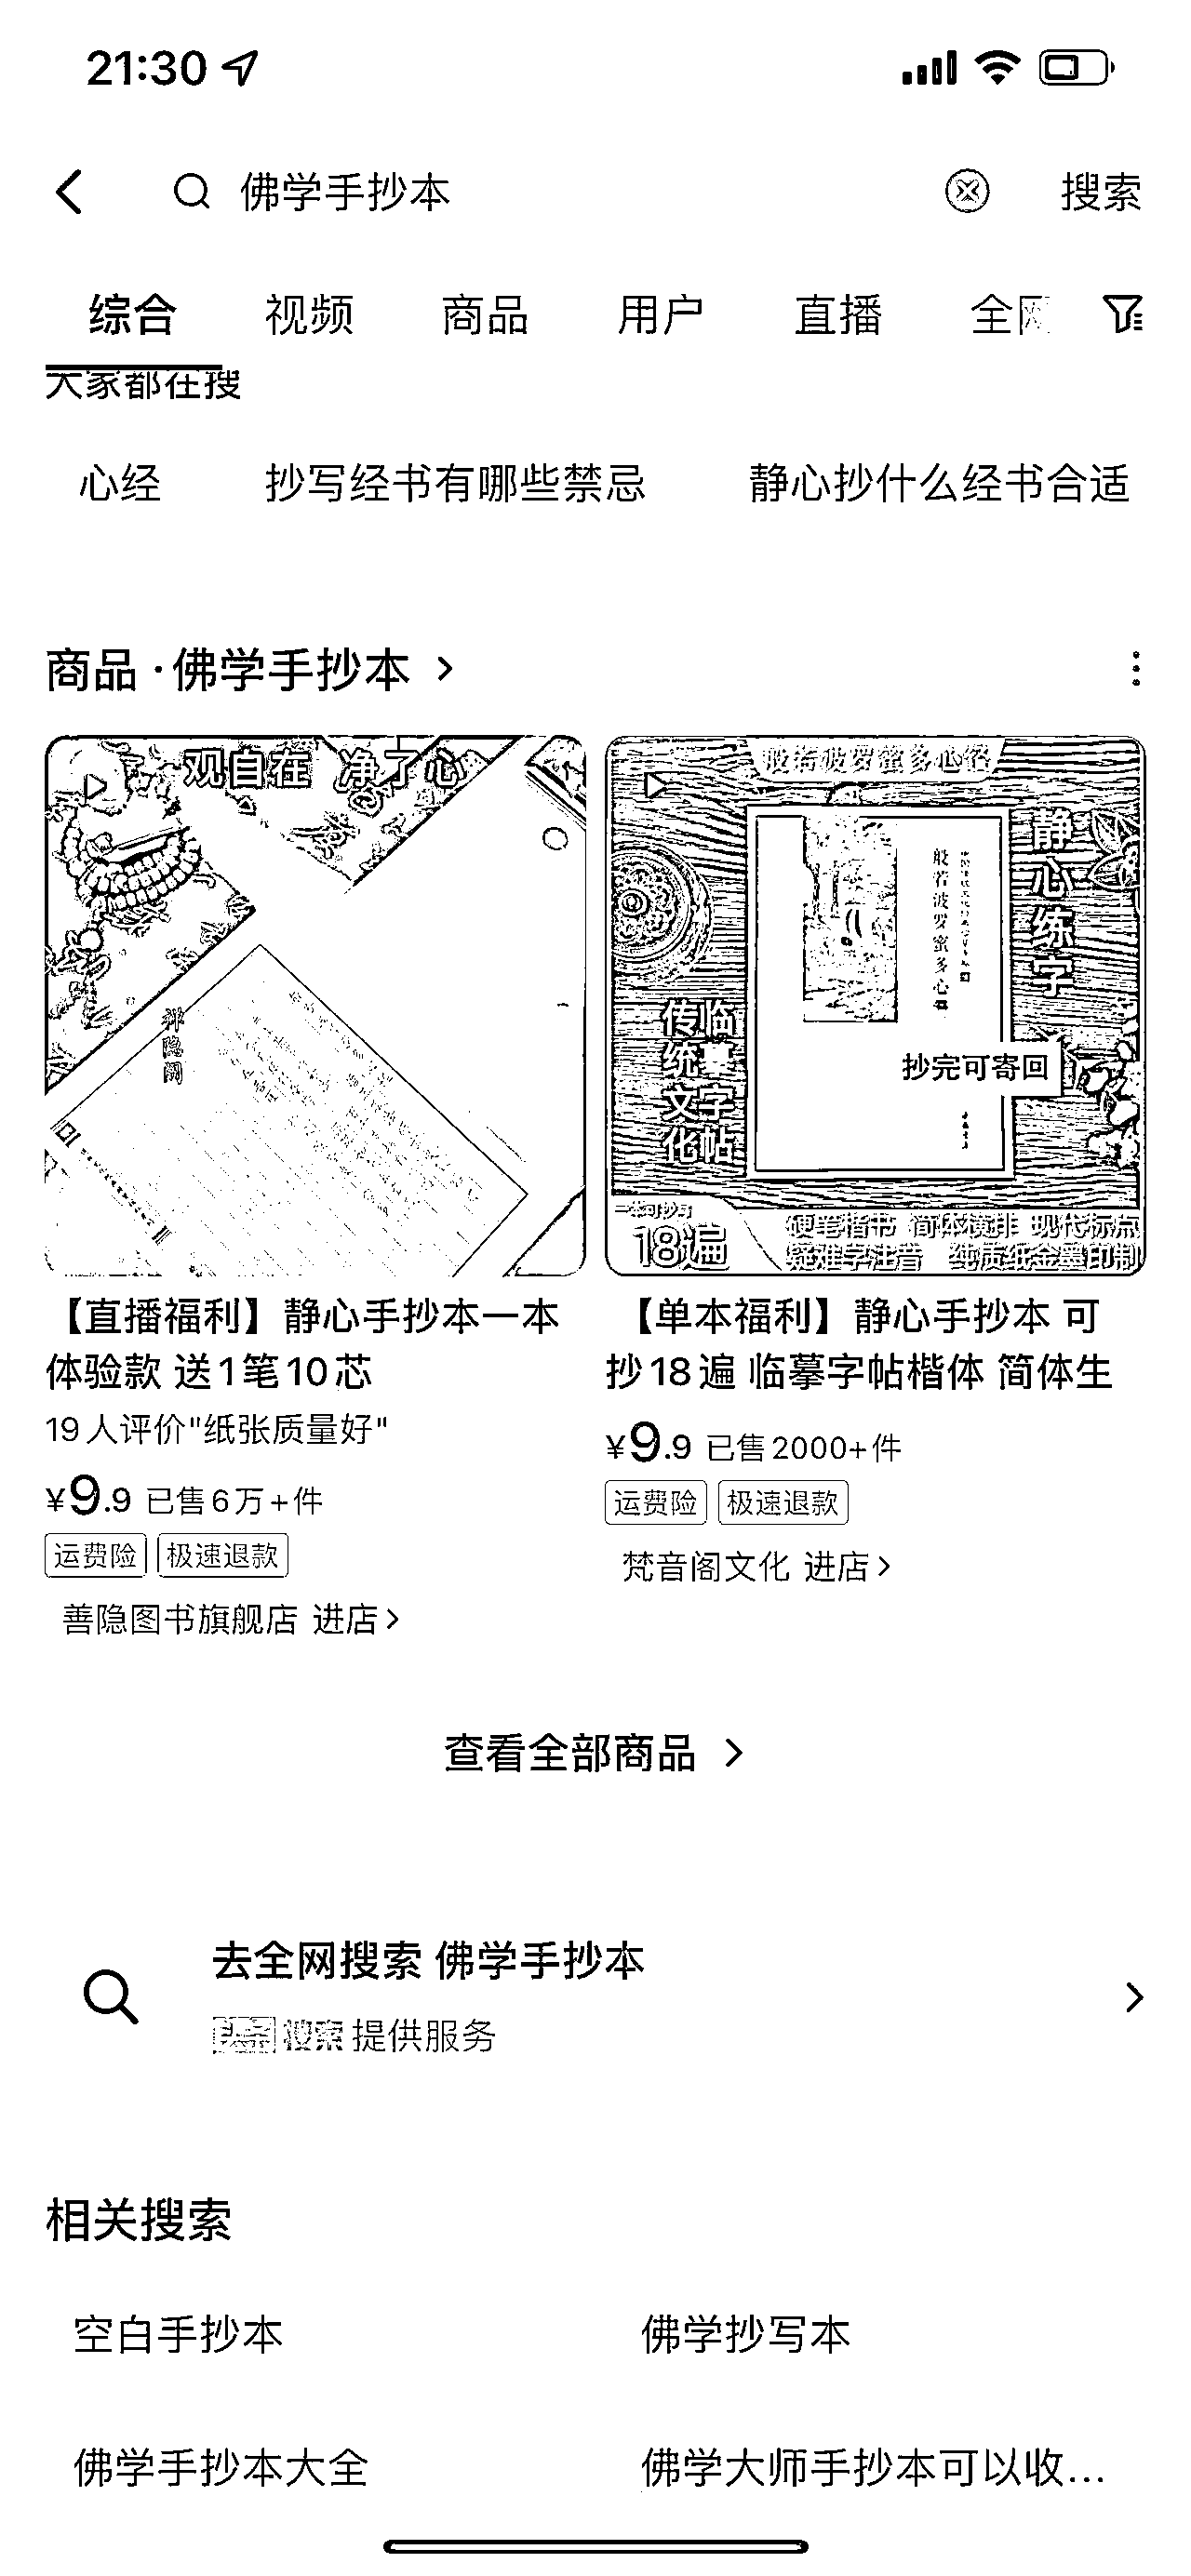 21:30
佛学手抄本
搜索
综合 视频 商品 用户 直播 全网
大家都在搜
心经 抄写经书有哪些禁忌 静心抄什么经书合适
商品·佛学手抄本
观自在 净了心
禅隐阁
般若波罗蜜多心经
静心练字
般若波罗蜜多心经
临摹字帖
传统文化
抄完可寄回
一本可抄写
18遍
硬笔楷书 简体横排 现代标点
疑难字注音 纯质纸金墨印制
【直播福利】静心手抄本一本
体验款 送1笔10芯
19人评价"纸张质量好"
¥9.9 已售6万+件
运费险 极速退款
善隐图书旗舰店 进店
【单本福利】静心手抄本 可
抄18遍 临摹字帖楷体 简体生
¥9.9 已售2000+件
运费险 极速退款
梵音阁文化 进店
查看全部商品
去全网搜索 佛学手抄本
头条搜索 提供服务
相关搜索
空白手抄本 佛学抄写本
佛学手抄本大全 佛学大师手抄本可以收...